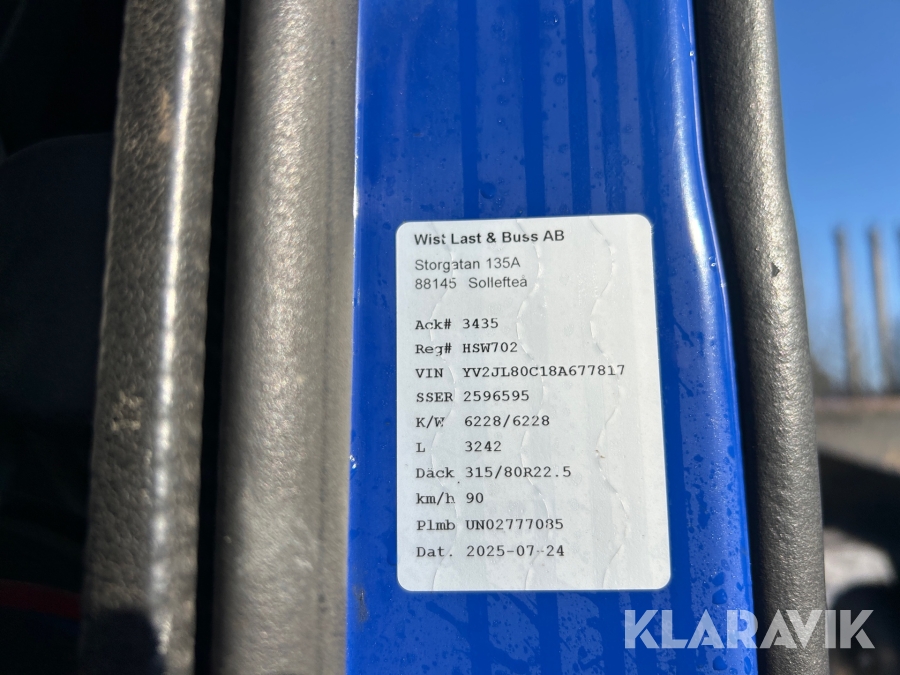 Wist Last & Buss AB
Storgatan 135A
88145 Sollefteå
Ack# 3435
Reg# HSW702
VIN YV2JL80C18A677817
SSER 2596595
K/W 6228/6228
L 3242
Däck 315/80R22.5
km/h 90
Plmb UN02777085
Dat. 2025-07-24
KLARAVIK